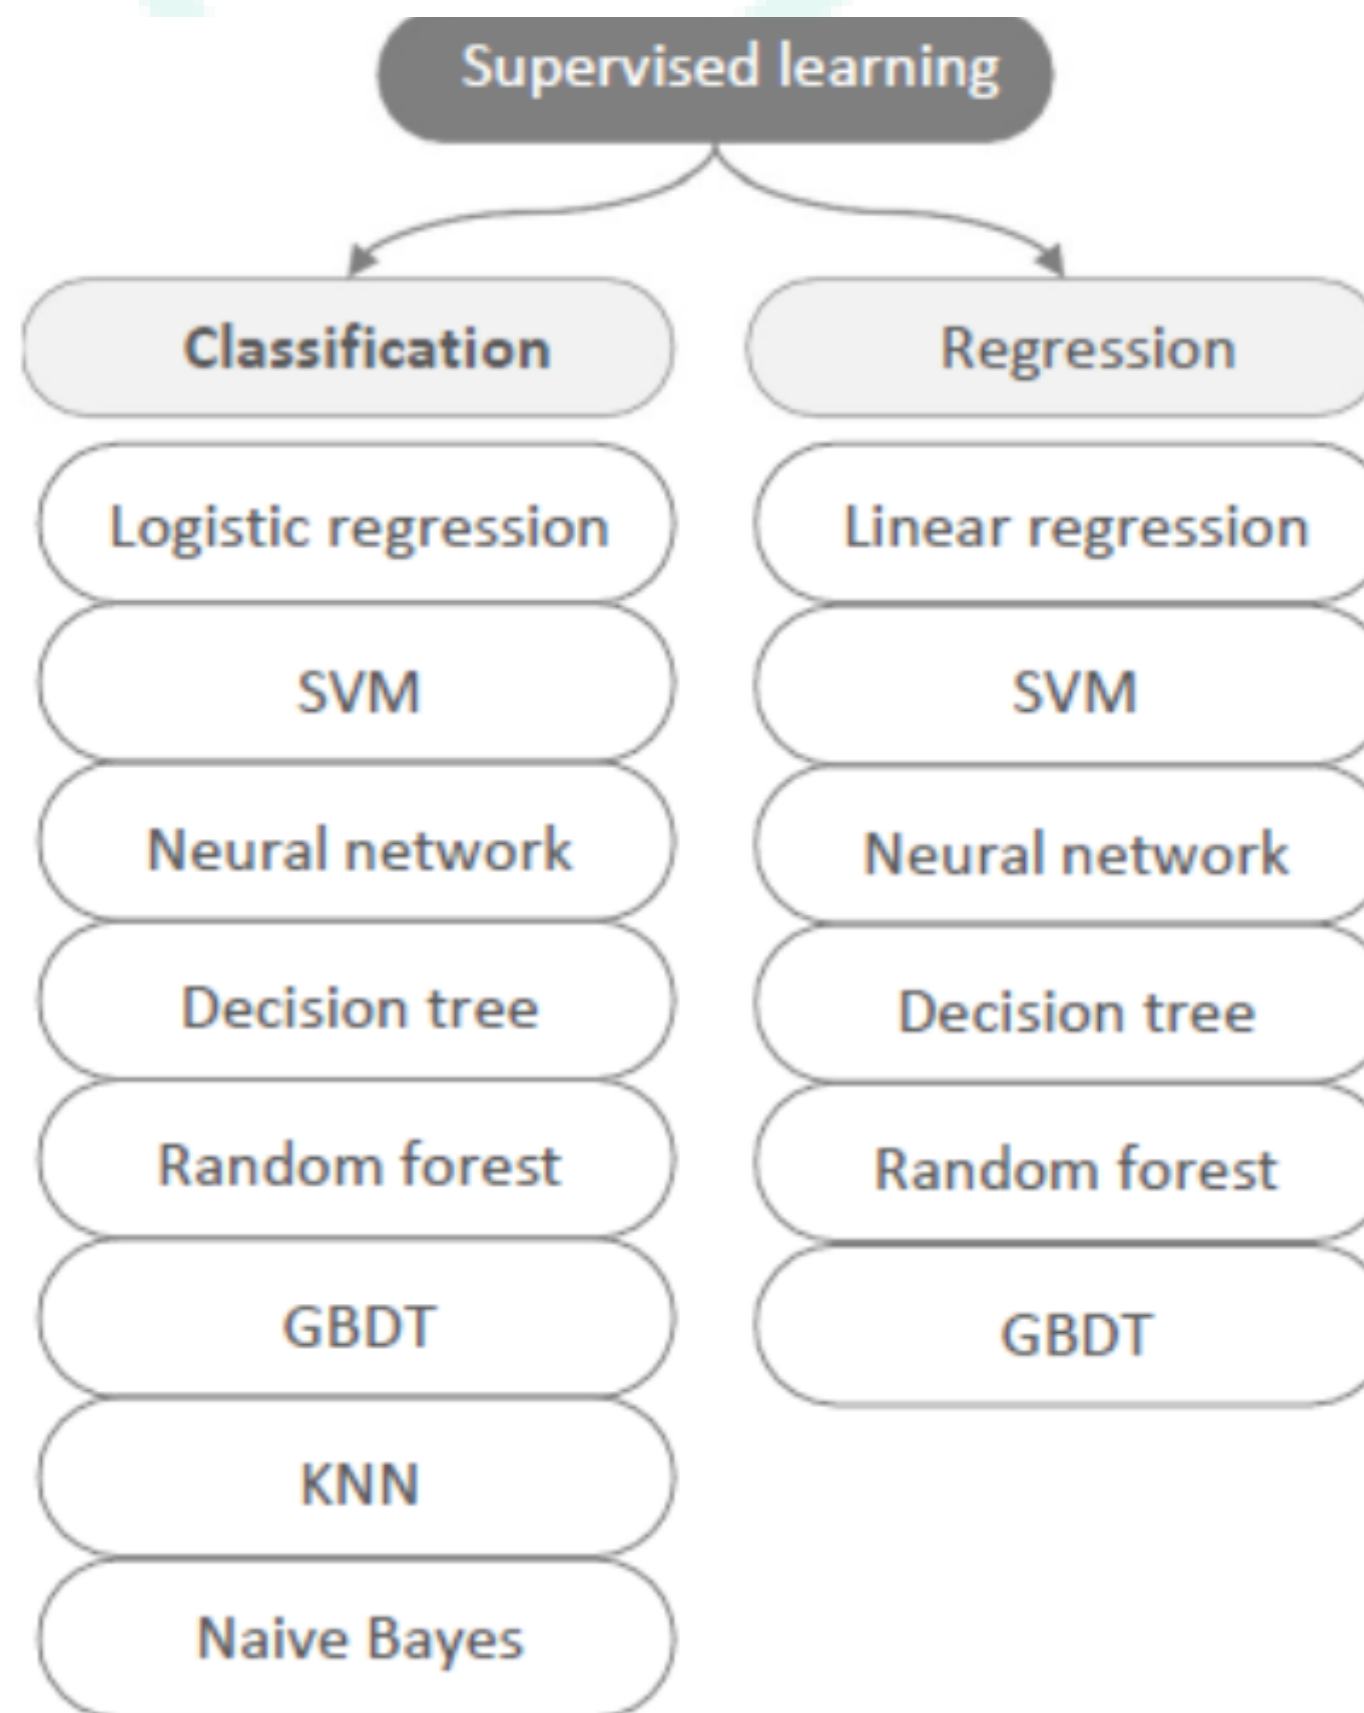 Supervised learning
Classification
Regression
Logistic regression
SVM
Neural network
Decision tree
Random forest
GBDT
KNN
Naive Bayes
Linear regression
SVM
Neural network
Decision tree
Random forest
GBDT